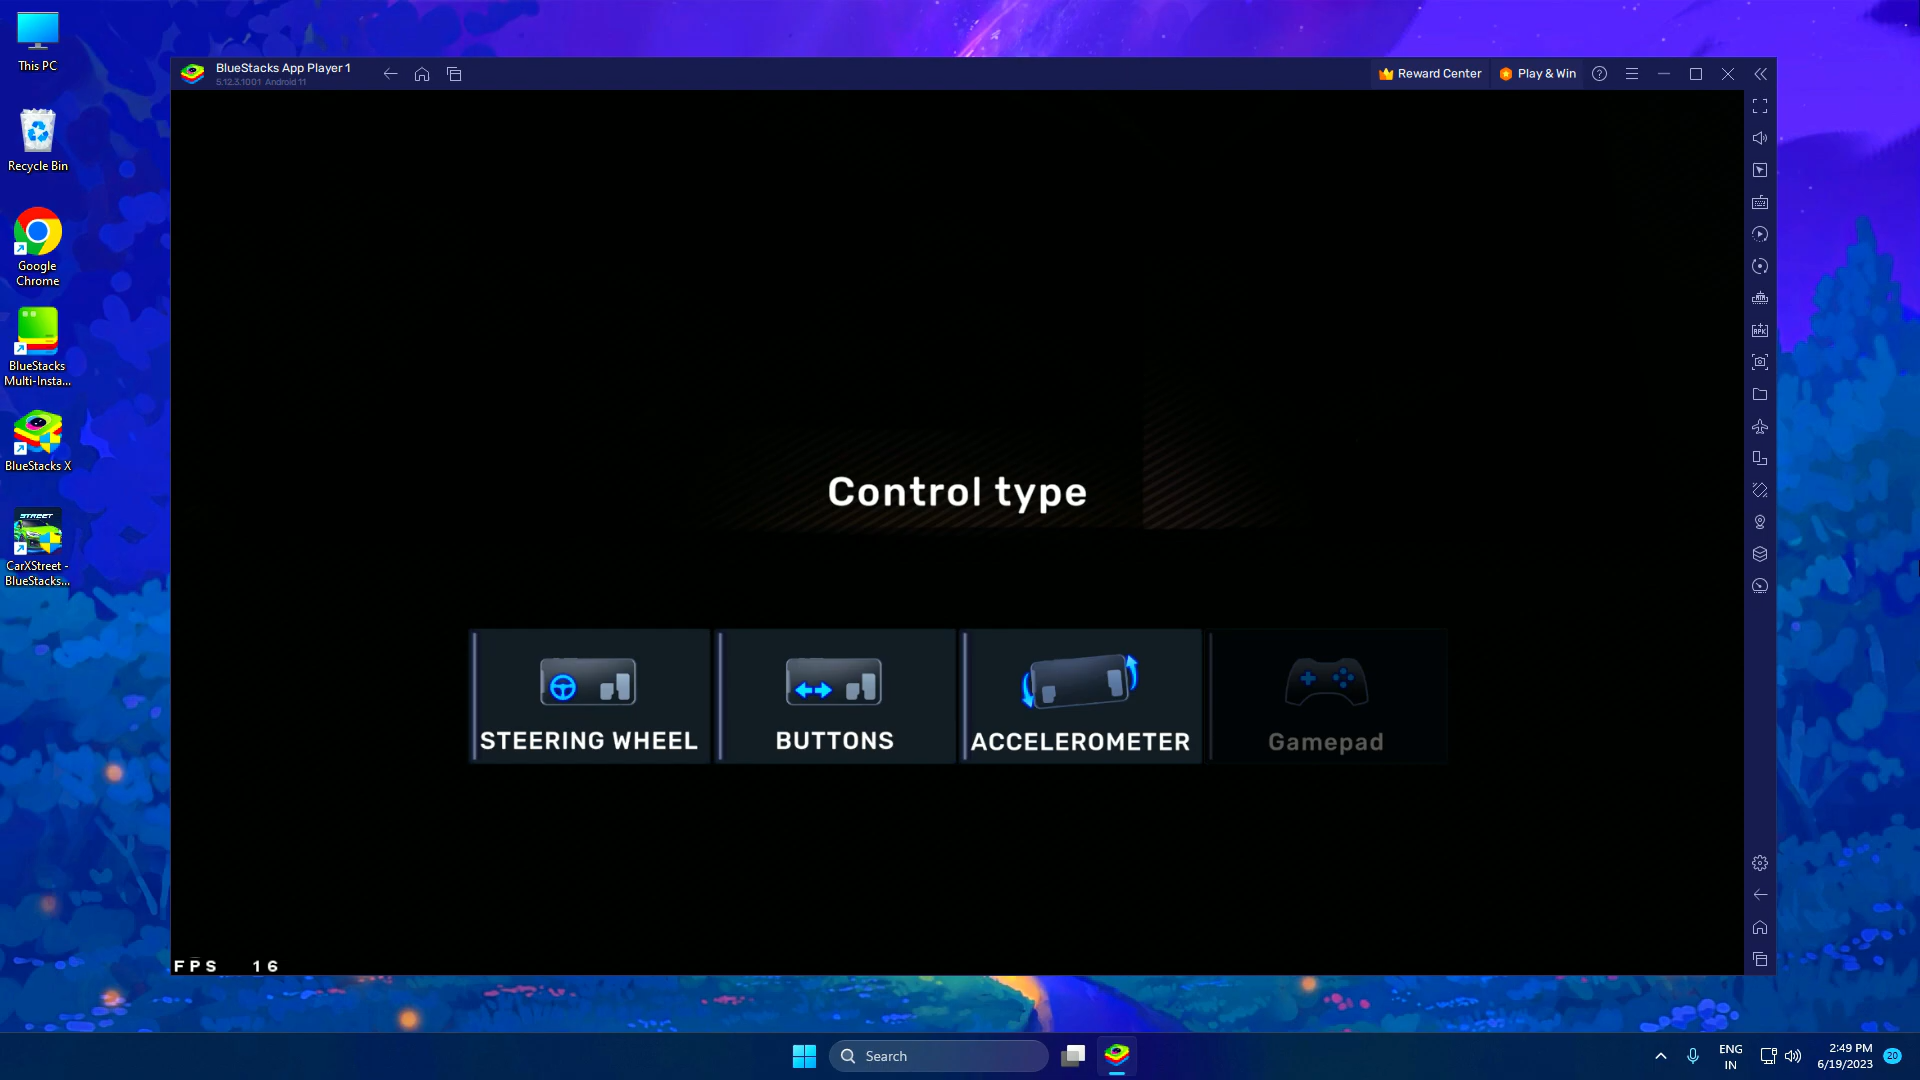 This PC
Recycle Bin
Google
Chrome
BlueStacks
Multi-Insta...
BlueStacks X
STREET
CarXStreet -
BlueStacks...
BlueStacks App Player 1
5.12.3.1001 Android 11
Reward Center
Play & Win
APK
Control type
STEERING WHEEL
BUTTONS
ACCELEROMETER
Gamepad
FPS 16
Search
ENG
IN
2:49 PM
6/19/2023
20